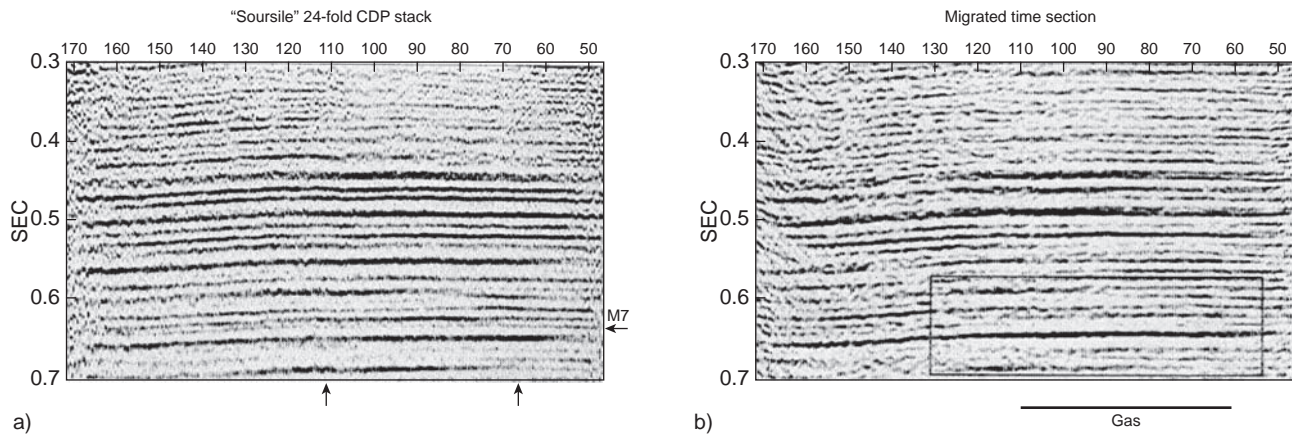 “Soursile” 24-fold CDP stack
170 160 150 140 130 120 110 100 90 80 70 60 50
0.3
0.4
0.5
0.6
0.7
SEC
M7
a)
Migrated time section
170 160 150 140 130 120 110 100 90 80 70 60 50
0.3
0.4
0.5
0.6
0.7
SEC
b)
Gas